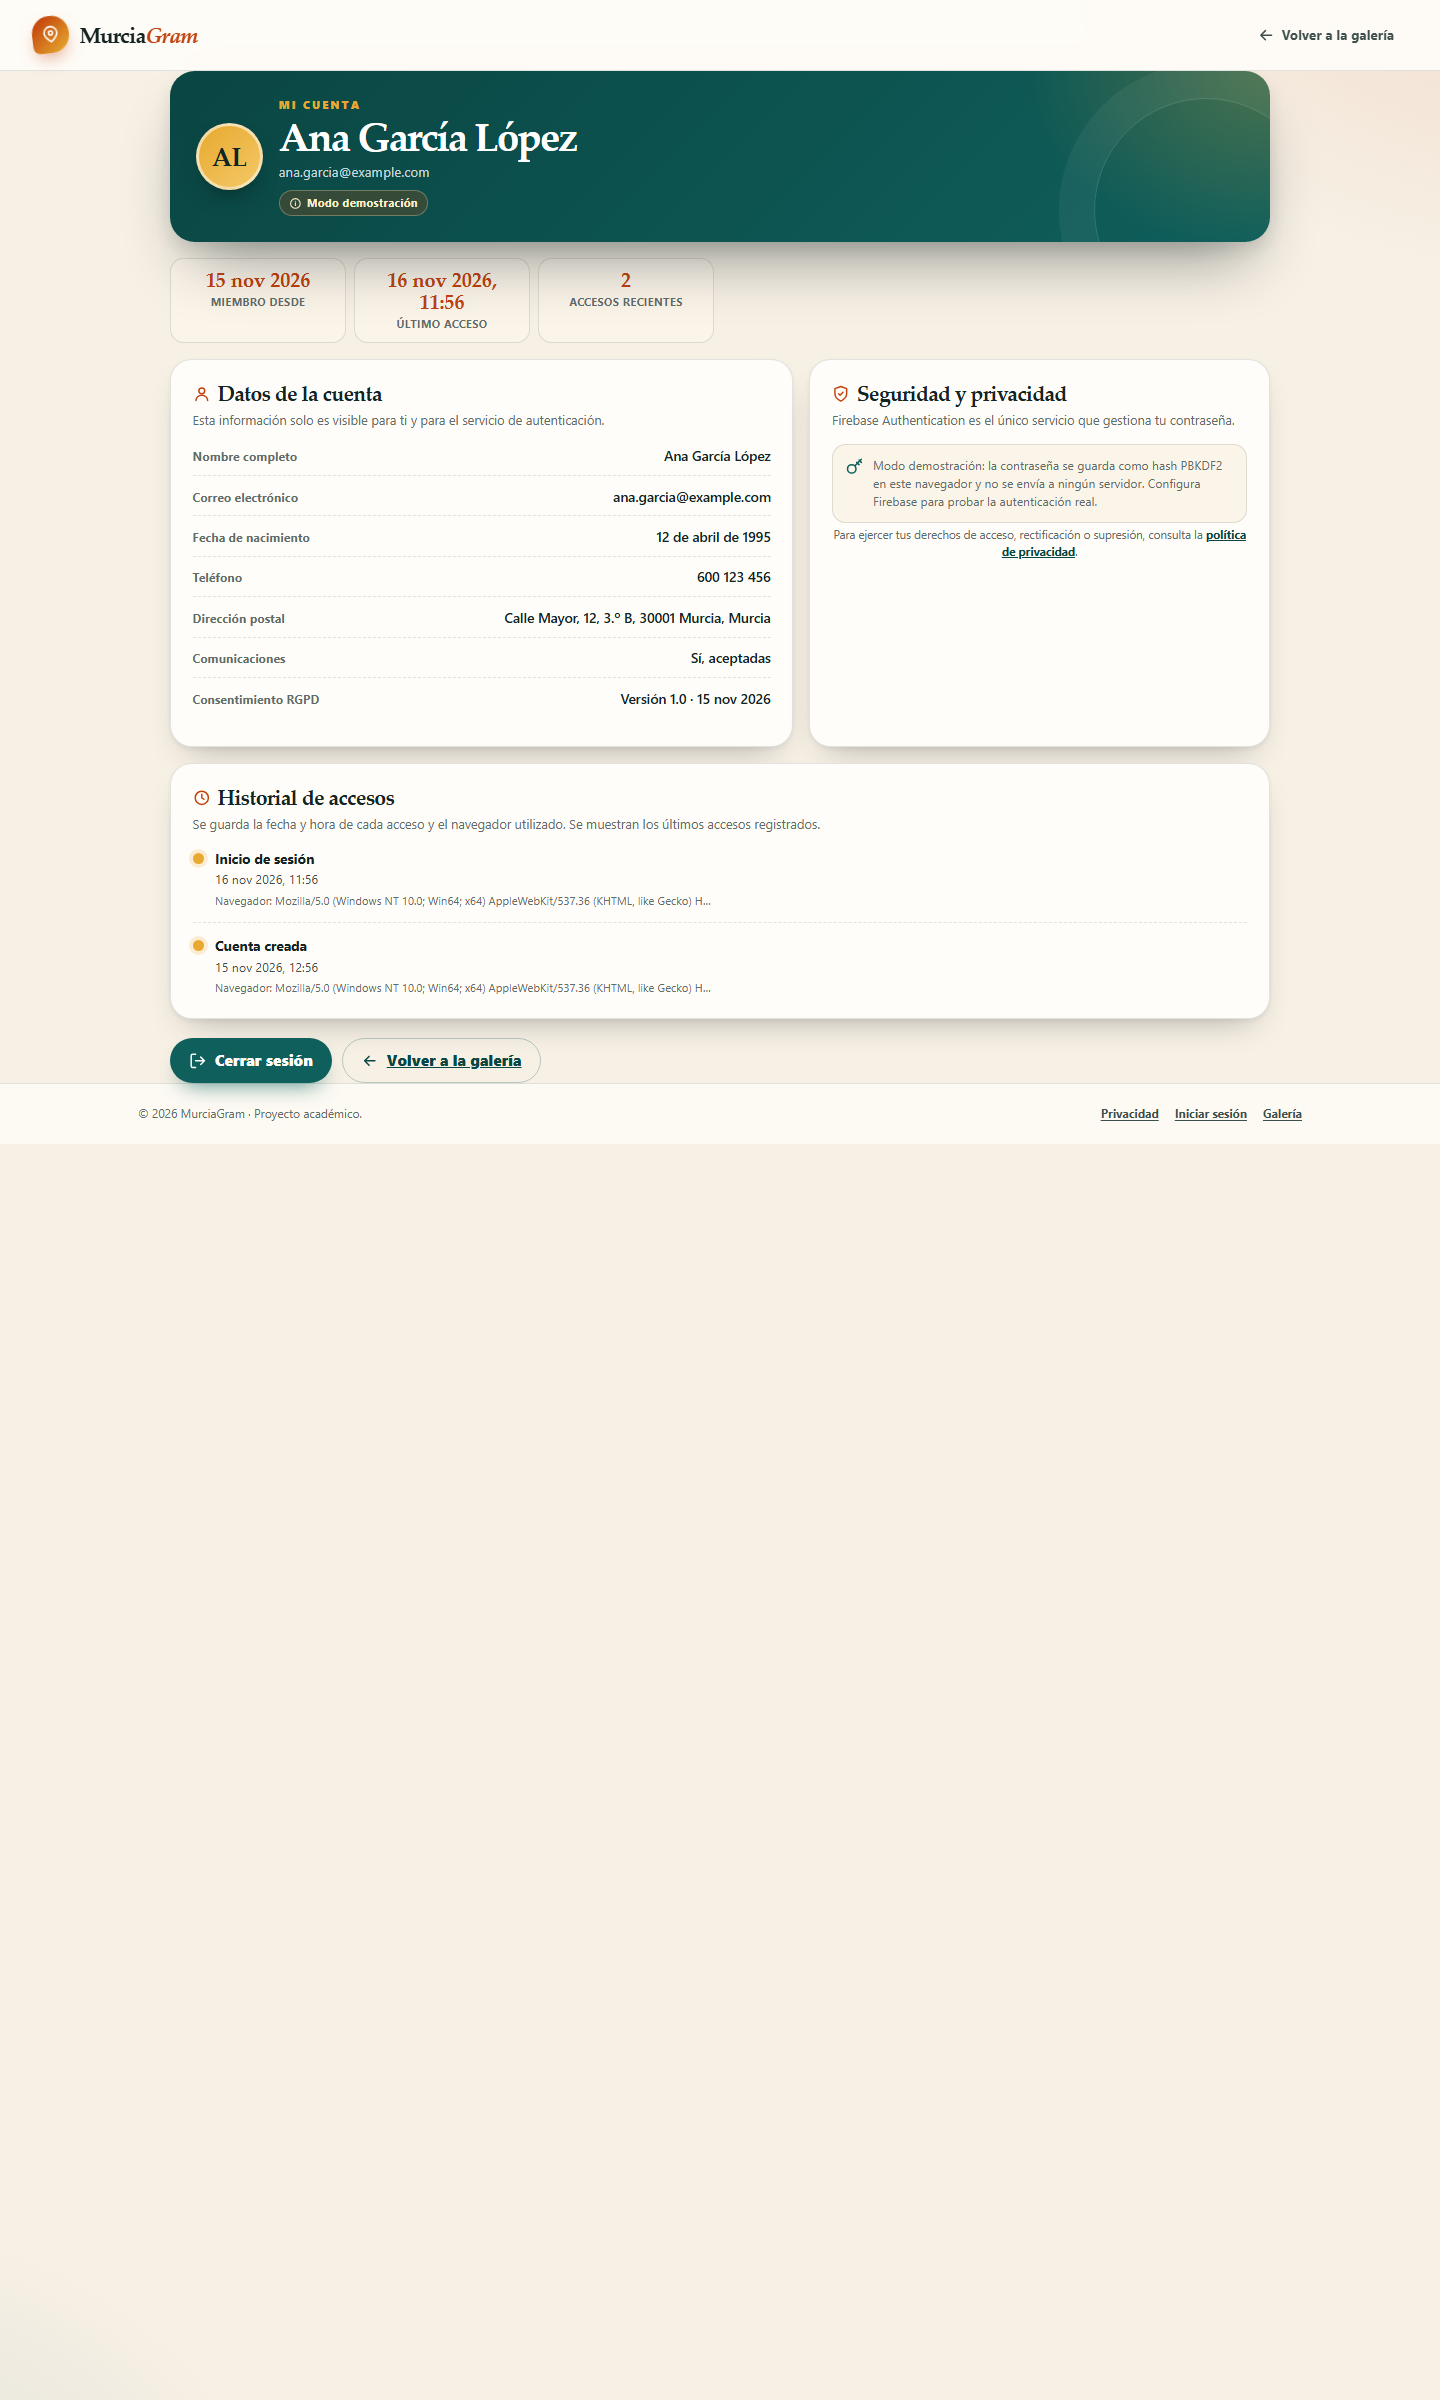 MurciaGram
← Volver a la galería
MI CUENTA
AL
Ana García López
ana.garcia@example.com
Modo demostración
15 nov 2026
MIEMBRO DESDE
16 nov 2026,
11:56
ÚLTIMO ACCESO
2
ACCESOS RECIENTES
Datos de la cuenta
Esta información solo es visible para ti y para el servicio de autenticación.
Nombre completo Ana García López
Correo electrónico ana.garcia@example.com
Fecha de nacimiento 12 de abril de 1995
Teléfono 600 123 456
Dirección postal Calle Mayor, 12, 3.º B, 30001 Murcia, Murcia
Comunicaciones Sí, aceptadas
Consentimiento RGPD Versión 1.0 · 15 nov 2026
Seguridad y privacidad
Firebase Authentication es el único servicio que gestiona tu contraseña.
Modo demostración: la contraseña se guarda como hash PBKDF2
en este navegador y no se envía a ningún servidor. Configura
Firebase para probar la autenticación real.
Para ejercer tus derechos de acceso, rectificación o supresión, consulta la política
de privacidad.
Historial de accesos
Se guarda la fecha y hora de cada acceso y el navegador utilizado. Se muestran los últimos accesos registrados.
Inicio de sesión
16 nov 2026, 11:56
Navegador: Mozilla/5.0 (Windows NT 10.0; Win64; x64) AppleWebKit/537.36 (KHTML, like Gecko) H...
Cuenta creada
15 nov 2026, 12:56
Navegador: Mozilla/5.0 (Windows NT 10.0; Win64; x64) AppleWebKit/537.36 (KHTML, like Gecko) H...
Cerrar sesión
← Volver a la galería
© 2026 MurciaGram · Proyecto académico.
Privacidad Iniciar sesión Galería